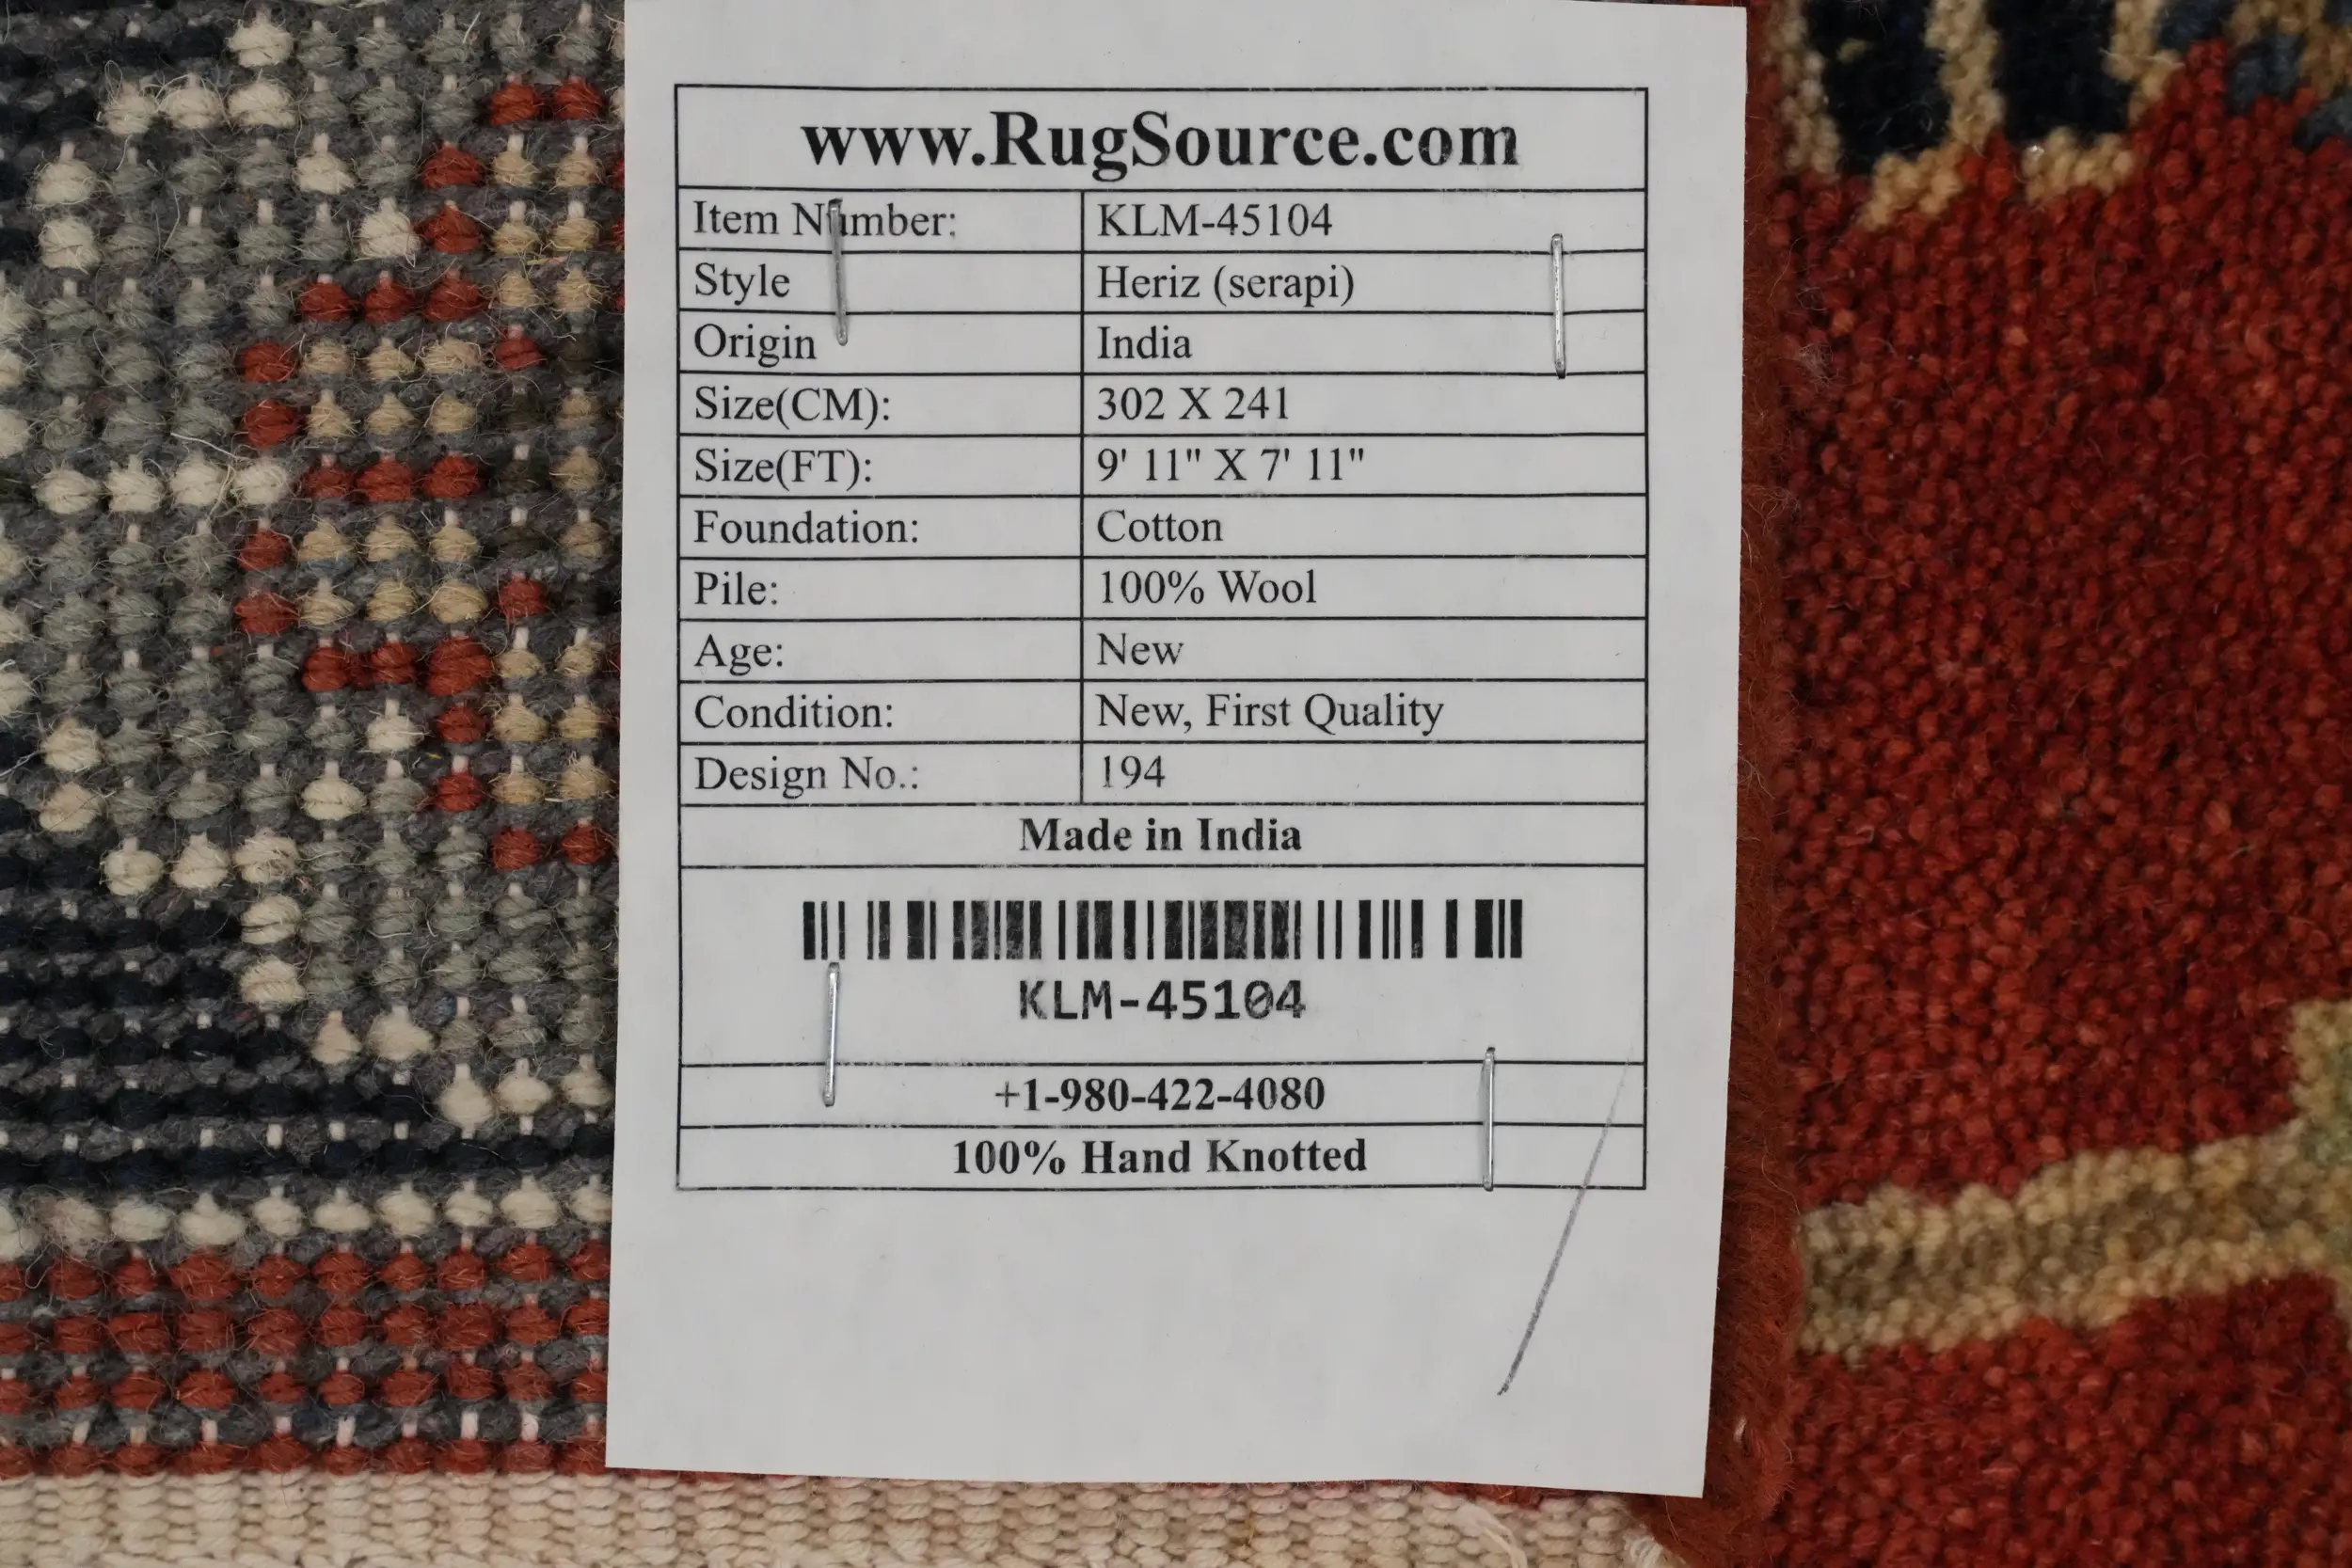 www.RugSource.com
Item Number: KLM-45104
Style Heriz (serapi)
Origin India
Size(CM): 302 X 241
Size(FT): 9' 11" X 7' 11"
Foundation: Cotton
Pile: 100% Wool
Age: New
Condition: New, First Quality
Design No.: 194
Made in India
KLM-45104
+1-980-422-4080
100% Hand Knotted